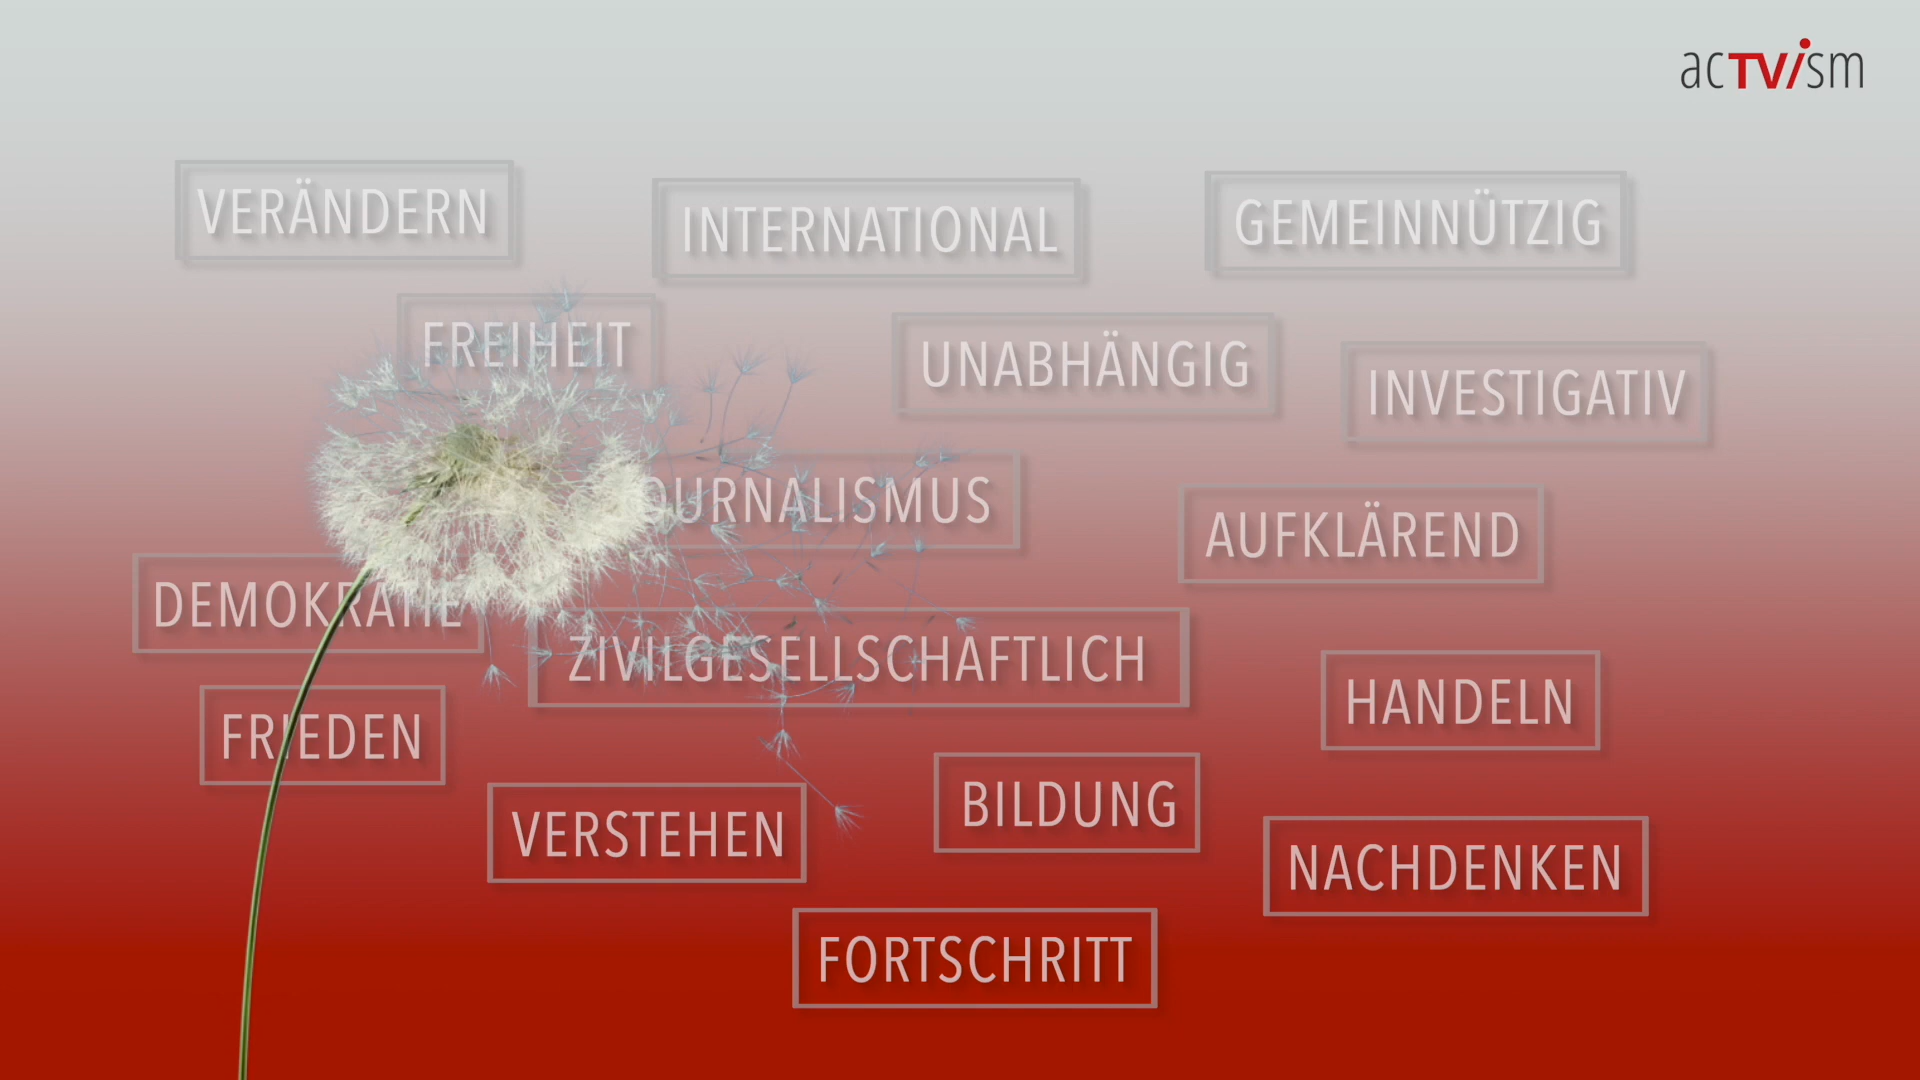 acTVism
VERÄNDERN
INTERNATIONAL
GEMEINNÜTZIG
FREIHEIT
UNABHÄNGIG
INVESTIGATIV
JOURNALISMUS
AUFKLÄREND
DEMOKRATIE
ZIVILGESELLSCHAFTLICH
HANDELN
FRIEDEN
VERSTEHEN
BILDUNG
NACHDENKEN
FORTSCHRITT